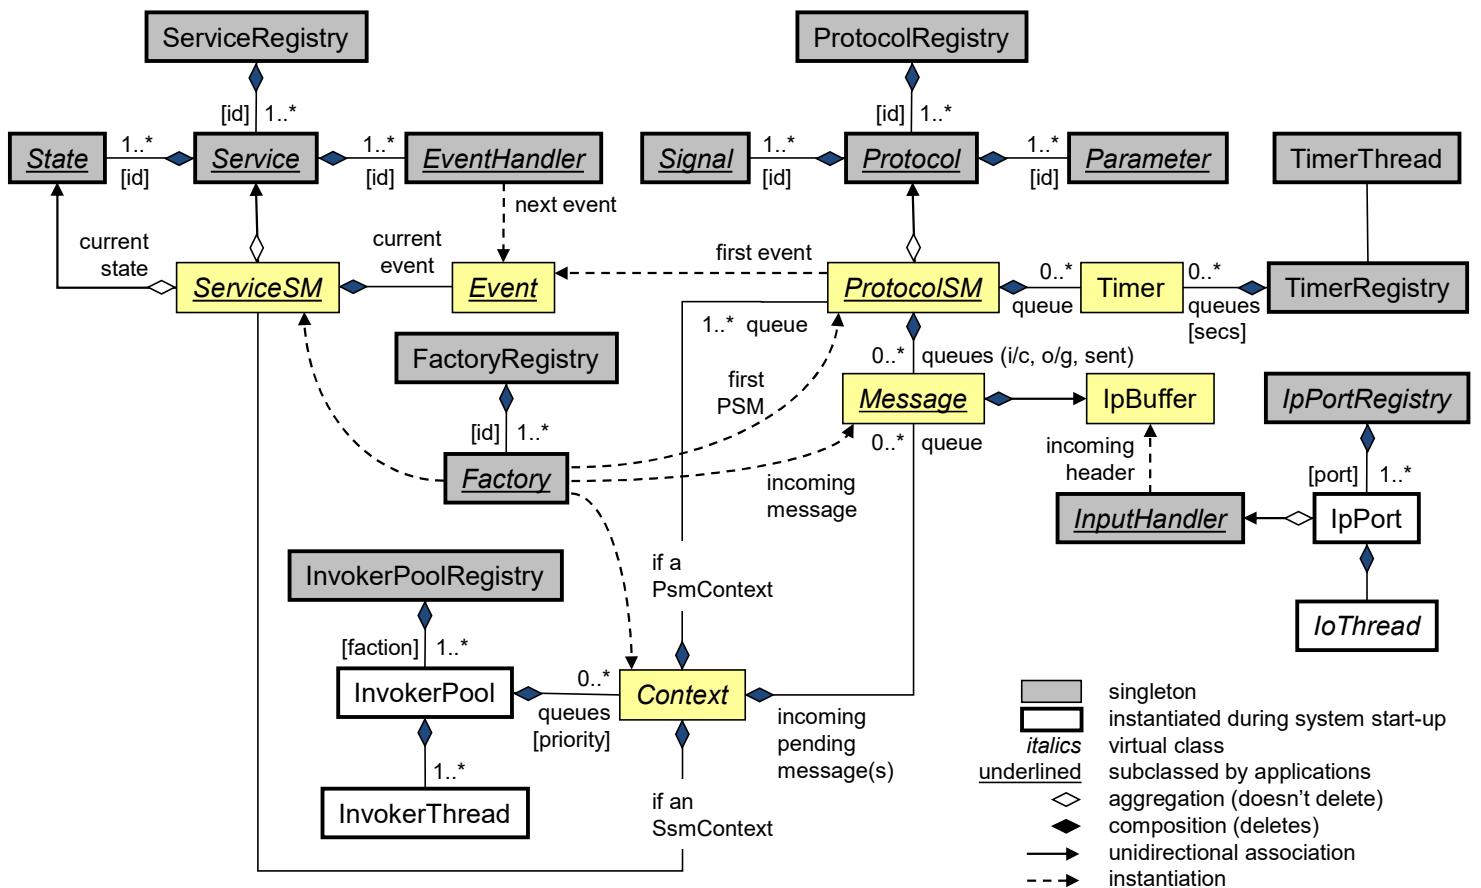 ServiceRegistry
ProtocolRegistry
[id] 1..*
[id] 1..*
State
1..*
[id]
Service
1..*
[id]
EventHandler
Signal
1..*
[id]
Protocol
1..*
[id]
Parameter
TimerThread
next event
current
state
current
event
first event
ServiceSM
Event
ProtocolSM
0..*
queue
Timer
0..*
queues
[secs]
TimerRegistry
1..* queue
FactoryRegistry
0..* queues (i/c, o/g, sent)
first
PSM
Message
IpBuffer
IpPortRegistry
[id] 1..*
0..* queue
incoming
header
Factory
incoming
message
[port] 1..*
InputHandler
IpPort
InvokerPoolRegistry
if a
PsmContext
IoThread
[faction] 1..*
InvokerPool
0..*
queues
[priority]
Context
incoming
pending
message(s)
1..*
InvokerThread
if an
SsmContext
singleton
instantiated during system start-up
italics virtual class
underlined subclassed by applications
aggregation (doesn't delete)
composition (deletes)
unidirectional association
instantiation